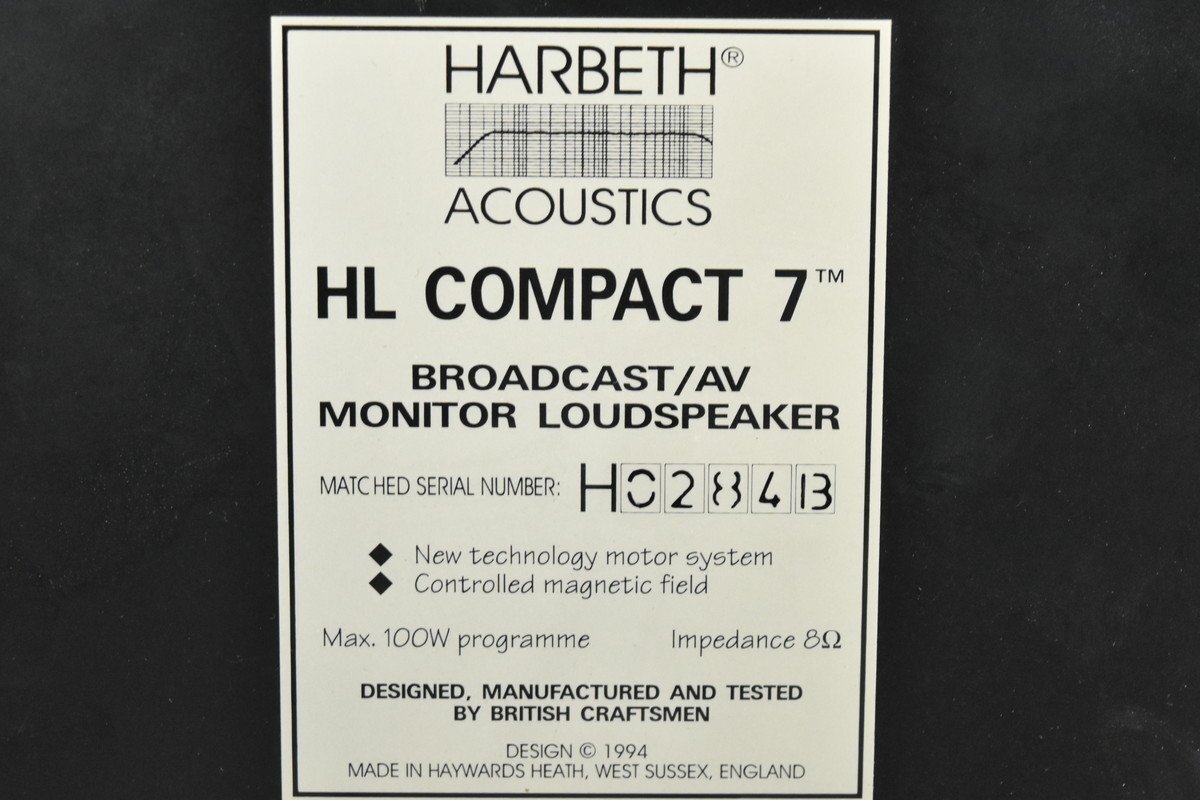 HARBETH®
ACOUSTICS
HL COMPACT 7™
BROADCAST/AV
MONITOR LOUDSPEAKER
MATCHED SERIAL NUMBER: H0284B
◆ New technology motor system
◆ Controlled magnetic field
Max. 100W programme Impedance 8Ω
DESIGNED, MANUFACTURED AND TESTED
BY BRITISH CRAFTSMEN
DESIGN © 1994
MADE IN HAYWARDS HEATH, WEST SUSSEX, ENGLAND